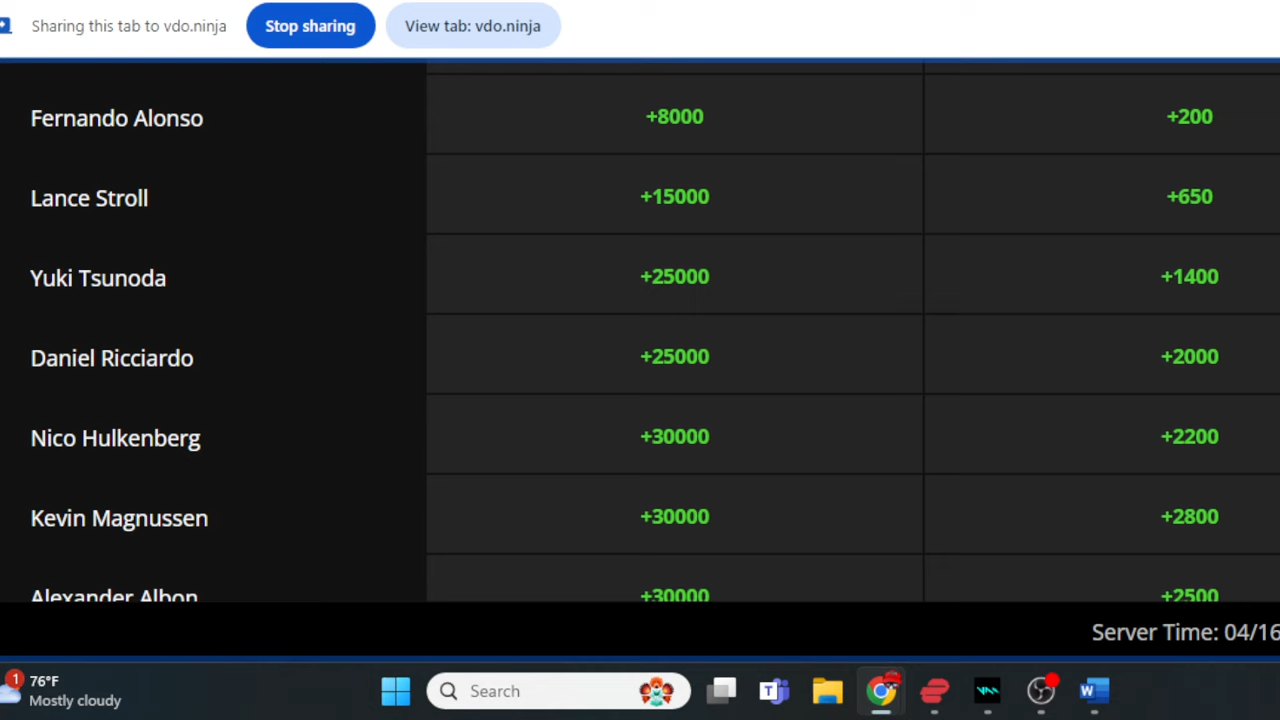 Sharing this tab to vdo.ninja Stop sharing View tab: vdo.ninja
Fernando Alonso +8000 +200
Lance Stroll +15000 +650
Yuki Tsunoda +25000 +1400
Daniel Ricciardo +25000 +2000
Nico Hulkenberg +30000 +2200
Kevin Magnussen +30000 +2800
Alexander Albon +30000 +2500
Server Time: 04/16
1 76°F
Mostly cloudy
Search